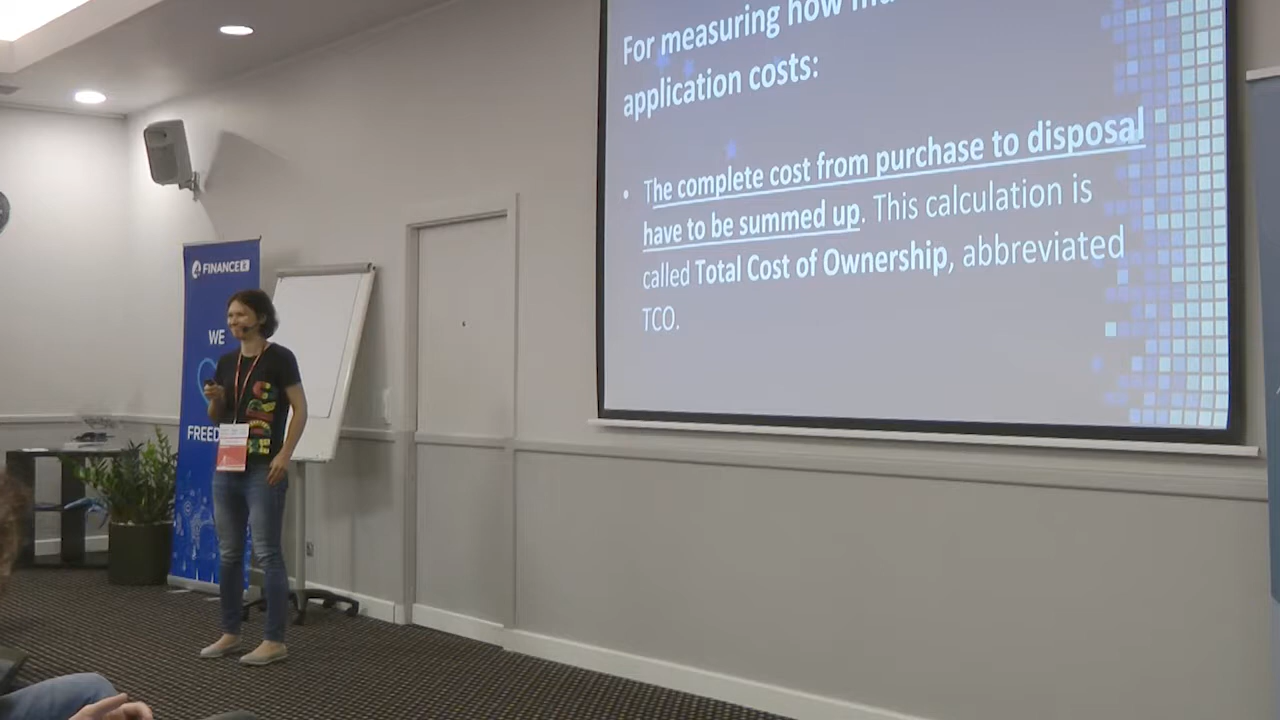 For measuring how
application costs:
• The complete cost from purchase to disposal
have to be summed up. This calculation is
called Total Cost of Ownership, abbreviated
TCO.
FINANCE
WE
FREED